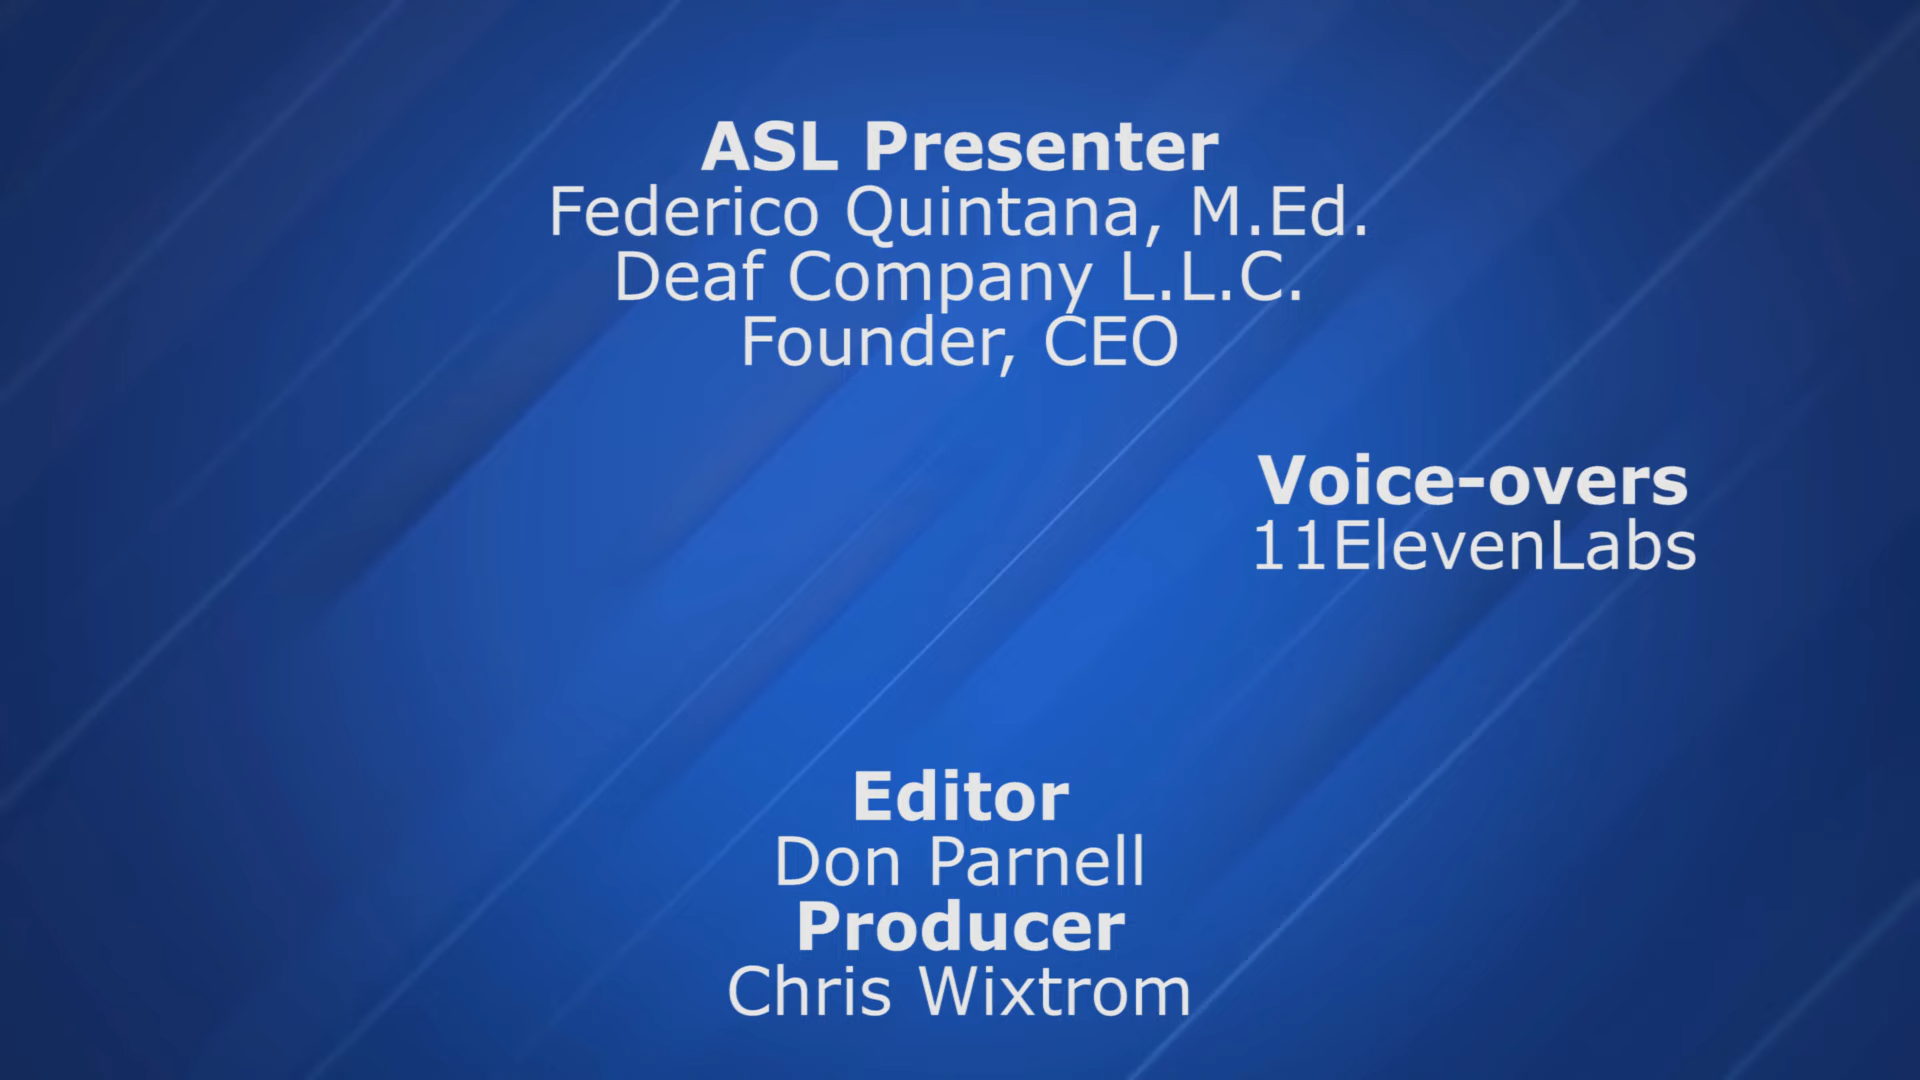 ASL Presenter
Federico Quintana, M.Ed.
Deaf Company L.L.C.
Founder, CEO
Voice-overs
11ElevenLabs
Editor
Don Parnell
Producer
Chris Wixtrom